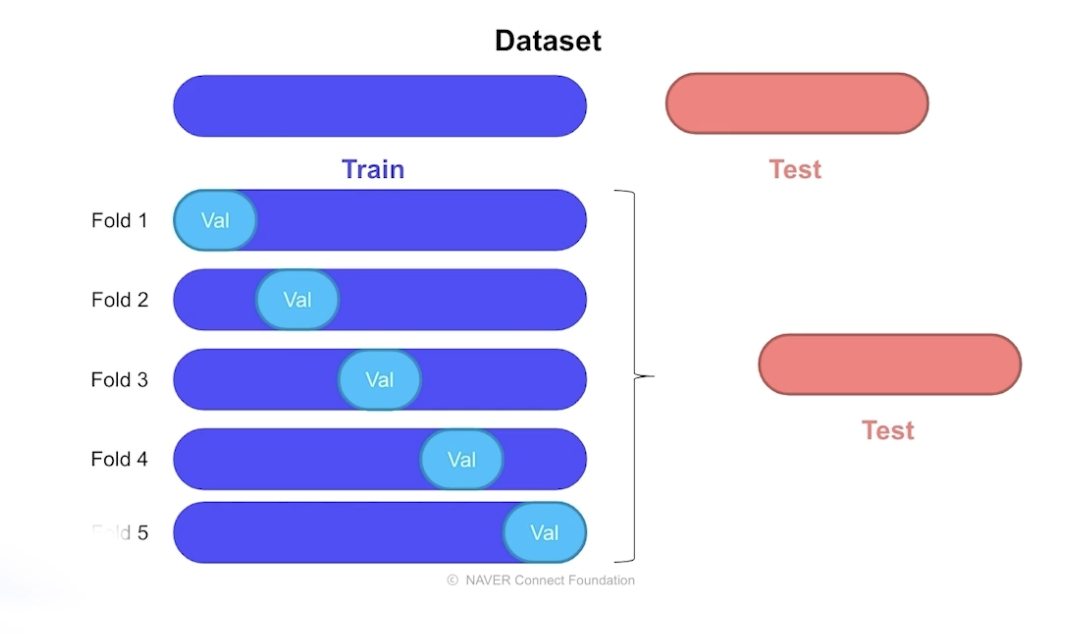 Dataset
Train
Test
Fold 1
Val
Fold 2
Val
Fold 3
Val
Fold 4
Val
5
Val
Test
© NAVER Connect Foundation